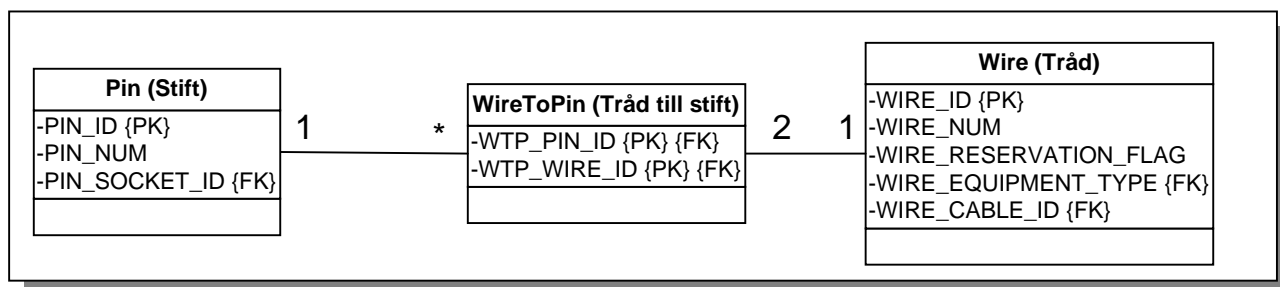 Pin (Stift)
-PIN_ID {PK}
-PIN_NUM
-PIN_SOCKET_ID {FK}
1
*
WireToPin (Tråd till stift)
-WTP_PIN_ID {PK} {FK}
-WTP_WIRE_ID {PK} {FK}
2
1
Wire (Tråd)
-WIRE_ID {PK}
-WIRE_NUM
-WIRE_RESERVATION_FLAG
-WIRE_EQUIPMENT_TYPE {FK}
-WIRE_CABLE_ID {FK}